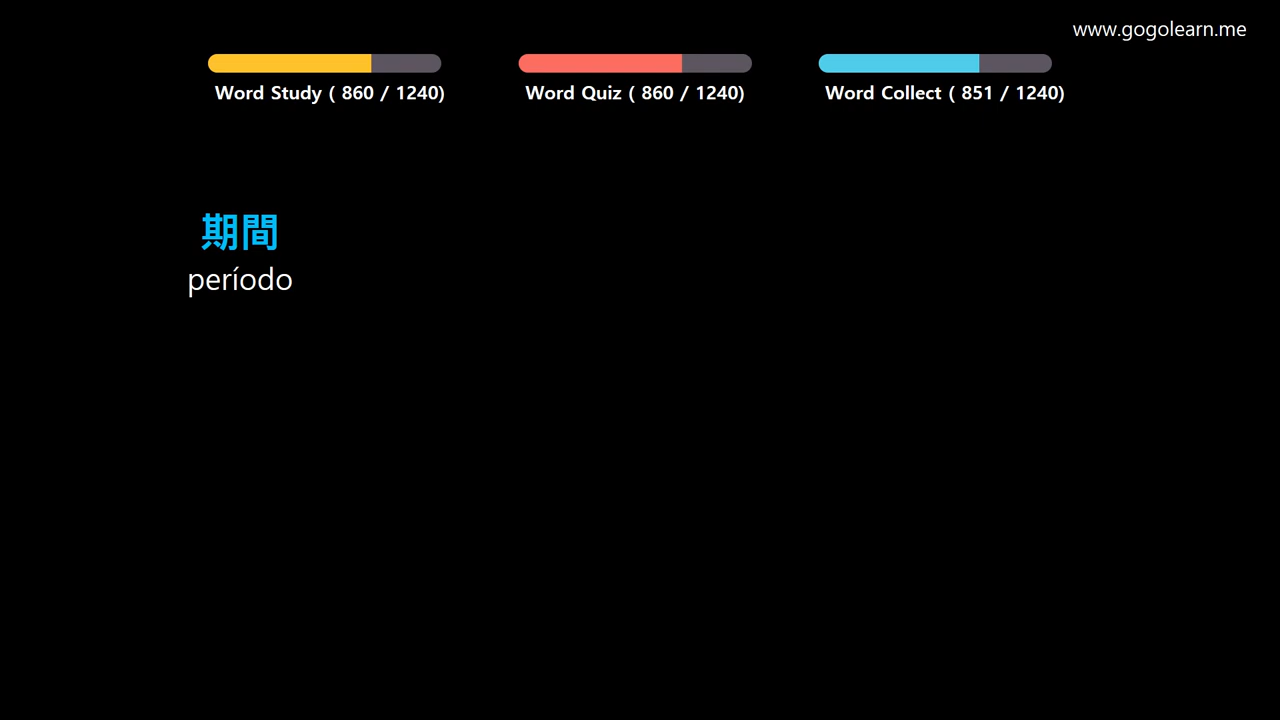 www.gogolearn.me
Word Study ( 860 / 1240)
Word Quiz ( 860 / 1240)
Word Collect ( 851 / 1240)
期間
período